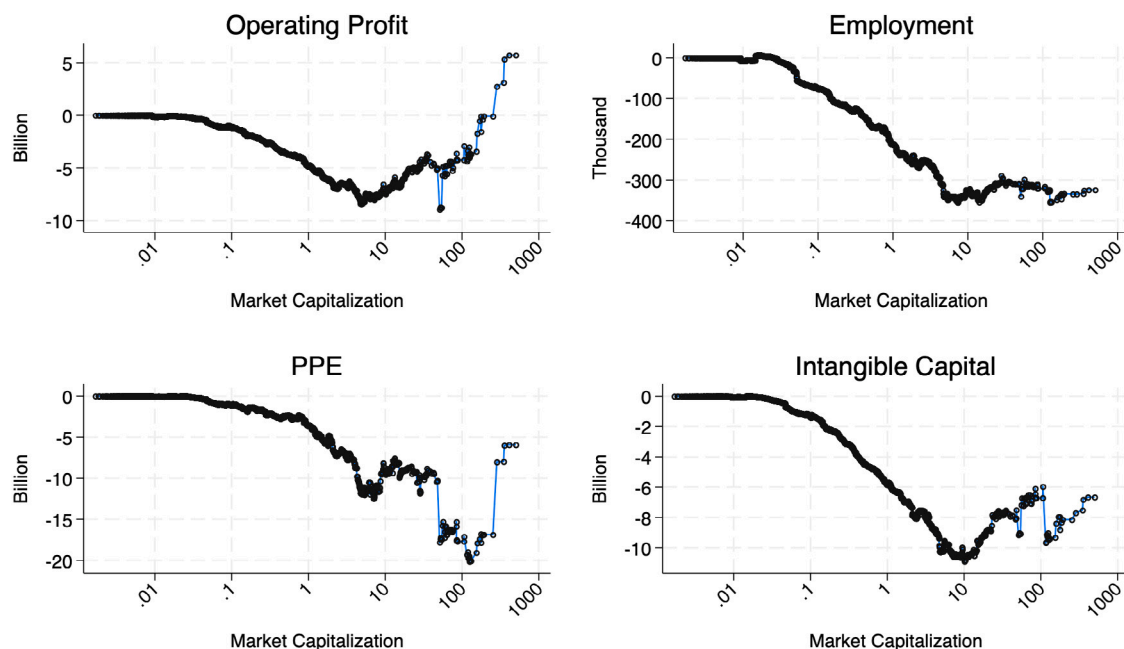 Operating Profit
Billion
5
0
-5
-10
.01 .1 1 10 100 1000
Market Capitalization
Employment
Thousand
0
-100
-200
-300
-400
.01 .1 1 10 100 1000
Market Capitalization
PPE
Billion
0
-5
-10
-15
-20
.01 .1 1 10 100 1000
Market Capitalization
Intangible Capital
Billion
0
-2
-4
-6
-8
-10
.01 .1 1 10 100 1000
Market Capitalization